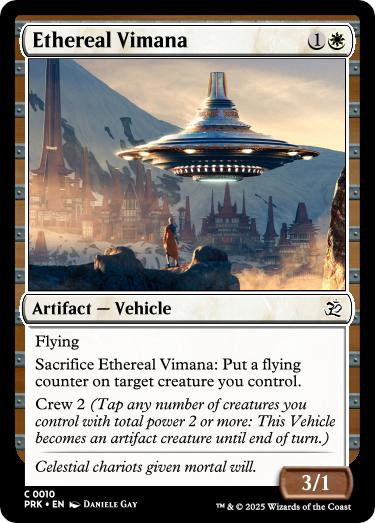 Ethereal Vimana 1
Artifact — Vehicle
Flying
Sacrifice Ethereal Vimana: Put a flying
counter on target creature you control.
Crew 2 (Tap any number of creatures you
control with total power 2 or more: This Vehicle
becomes an artifact creature until end of turn.)
Celestial chariots given mortal will.
3/1
C 0010
PRK • EN Daniele Gay
™ & © 2025 Wizards of the Coast